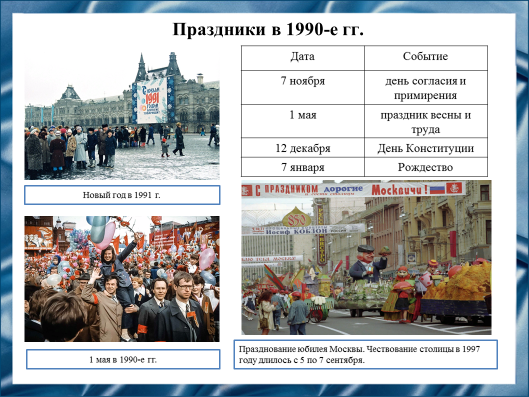 Праздники в 1990-е гг.
Дата Событие
7 ноября день согласия и
примирения
1 мая праздник весны и
труда
12 декабря День Конституции
7 января Рождество
1991
Новый год в 1991 г.
С ПРАЗДНИКОМ дорогие Москвичи!
850
Иосиф КОБЗОН
1 мая в 1990-е гг.
Празднование юбилея Москвы. Чествование столицы в 1997
году длилось с 5 по 7 сентября.